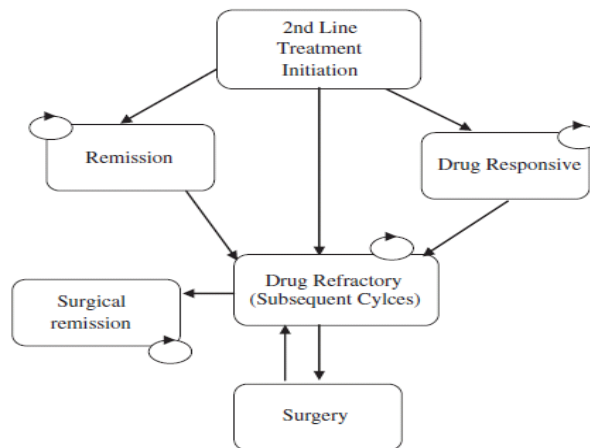 2nd Line
Treatment
Initiation
Remission
Drug Responsive
Drug Refractory
(Subsequent Cylces)
Surgical
remission
Surgery